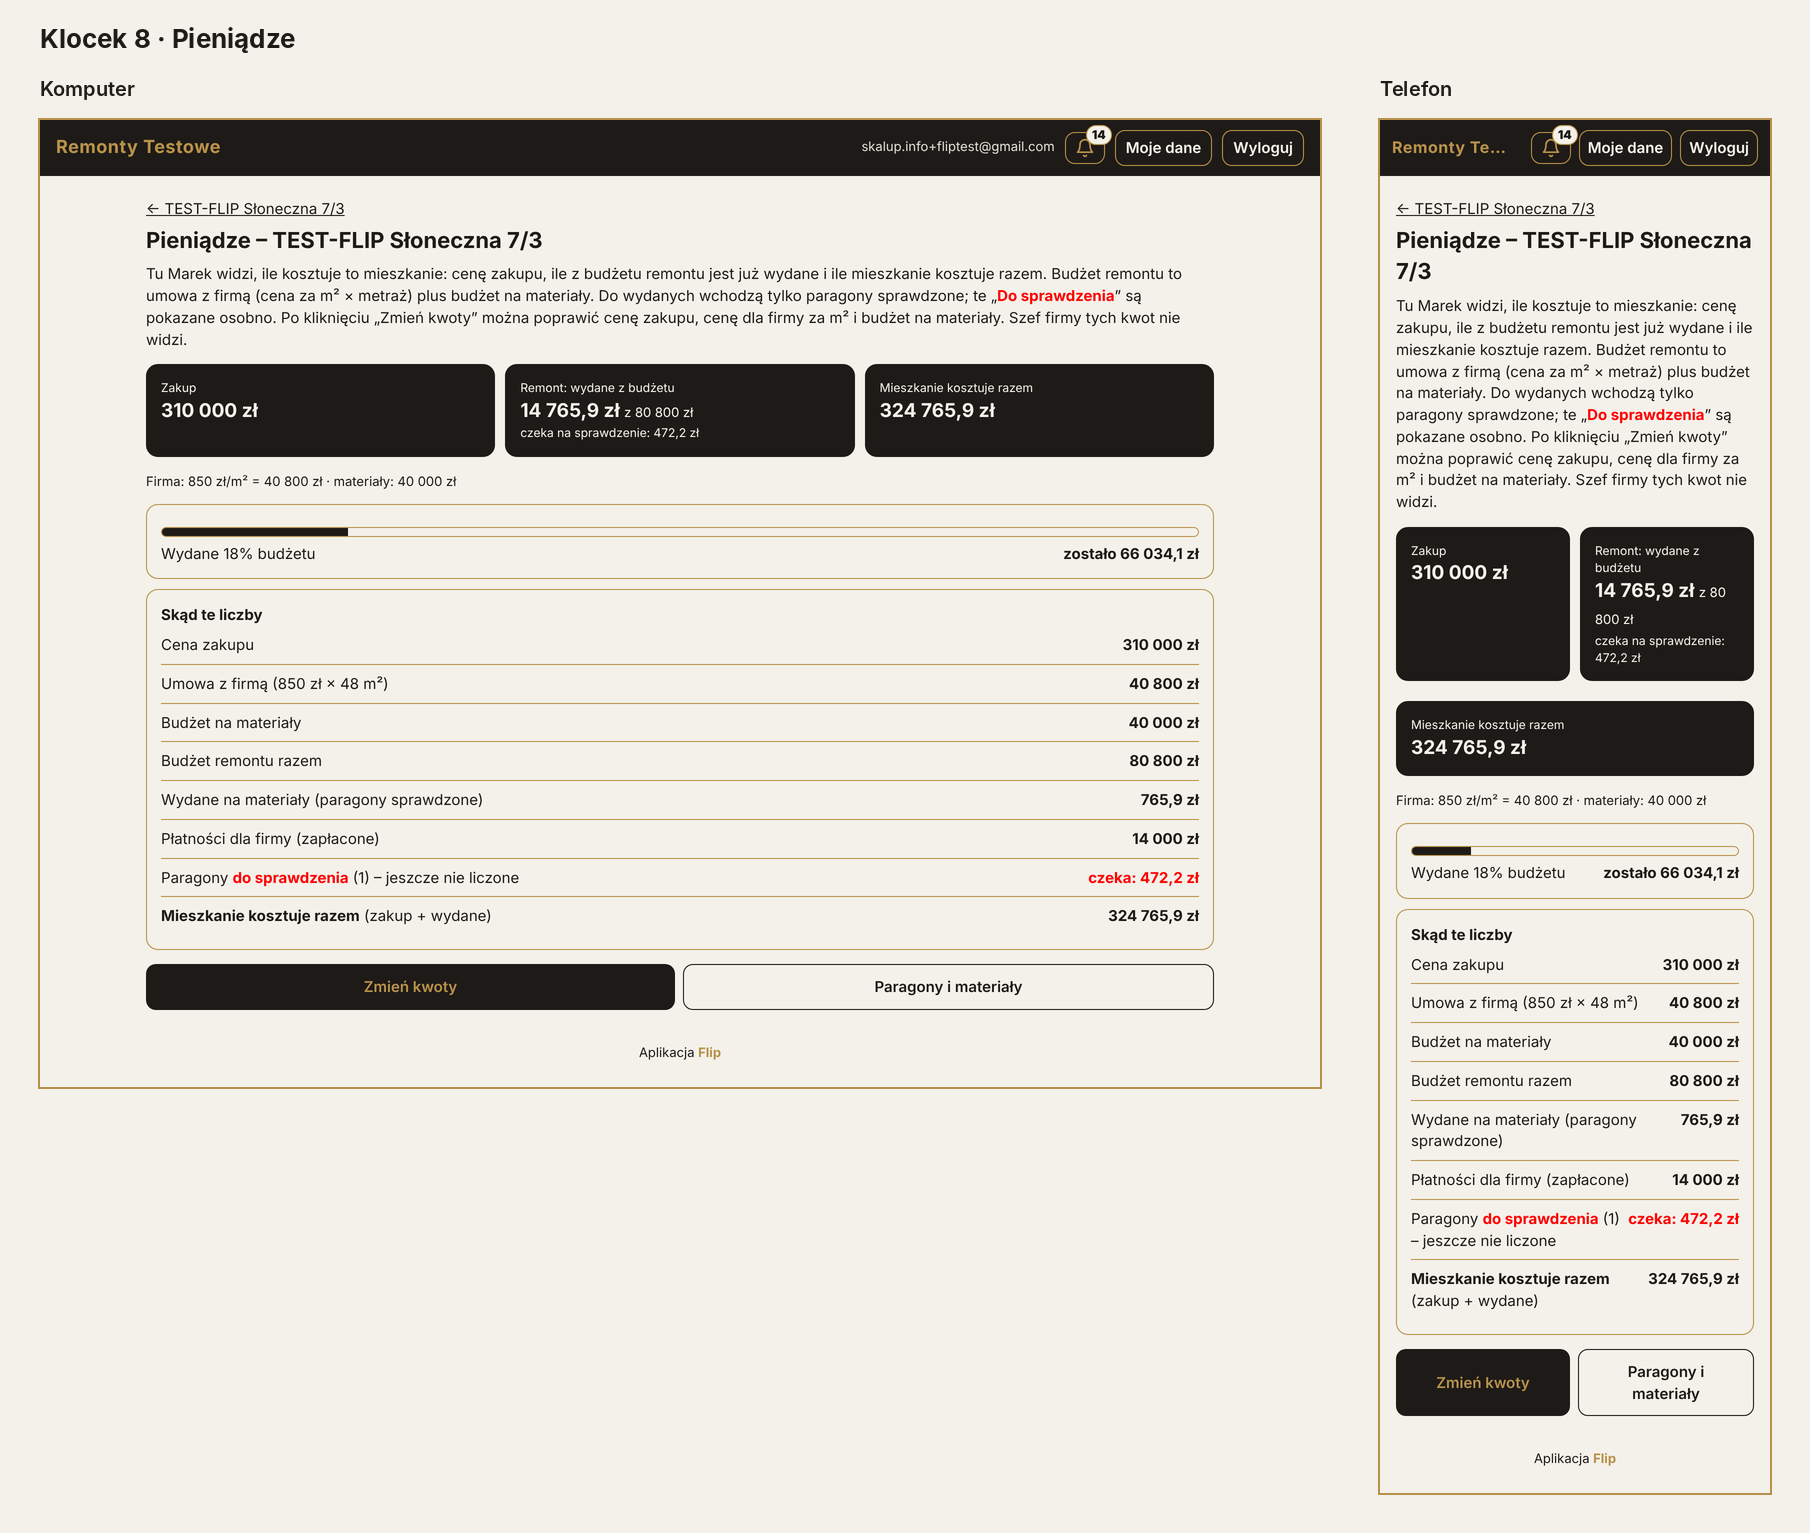 Klocek 8 · Pieniądze
Komputer
Remonty Testowe
skalup.info+fliptest@gmail.com
14
Moje dane
Wyloguj
← TEST-FLIP Słoneczna 7/3
Pieniądze – TEST-FLIP Słoneczna 7/3
Tu Marek widzi, ile kosztuje to mieszkanie: cenę zakupu, ile z budżetu remontu jest już wydane i ile mieszkanie kosztuje razem. Budżet remontu to
umowa z firmą (cena za m² × metraż) plus budżet na materiały. Do wydanych wchodzą tylko paragony sprawdzone; te „Do sprawdzenia” są
pokazane osobno. Po kliknięciu „Zmień kwoty” można poprawić cenę zakupu, cenę dla firmy za m² i budżet na materiały. Szef firmy tych kwot nie
widzi.
Zakup
310 000 zł
Remont: wydane z budżetu
14 765,9 zł z 80 800 zł
czeka na sprawdzenie: 472,2 zł
Mieszkanie kosztuje razem
324 765,9 zł
Firma: 850 zł/m² = 40 800 zł · materiały: 40 000 zł
Wydane 18% budżetu
zostało 66 034,1 zł
Skąd te liczby
Cena zakupu 310 000 zł
Umowa z firmą (850 zł × 48 m²) 40 800 zł
Budżet na materiały 40 000 zł
Budżet remontu razem 80 800 zł
Wydane na materiały (paragony sprawdzone) 765,9 zł
Płatności dla firmy (zapłacone) 14 000 zł
Paragony do sprawdzenia (1) – jeszcze nie liczone czeka: 472,2 zł
Mieszkanie kosztuje razem (zakup + wydane) 324 765,9 zł
Zmień kwoty
Paragony i materiały
Aplikacja Flip
Telefon
Remonty Te...
14
Moje dane
Wyloguj
← TEST-FLIP Słoneczna 7/3
Pieniądze – TEST-FLIP Słoneczna
7/3
Tu Marek widzi, ile kosztuje to mieszkanie: cenę
zakupu, ile z budżetu remontu jest już wydane i ile
mieszkanie kosztuje razem. Budżet remontu to
umowa z firmą (cena za m² × metraż) plus budżet
na materiały. Do wydanych wchodzą tylko
paragony sprawdzone; te „Do sprawdzenia” są
pokazane osobno. Po kliknięciu „Zmień kwoty”
można poprawić cenę zakupu, cenę dla firmy za
m² i budżet na materiały. Szef firmy tych kwot nie
widzi.
Zakup
310 000 zł
Remont: wydane z
budżetu
14 765,9 zł z 80
800 zł
czeka na sprawdzenie:
472,2 zł
Mieszkanie kosztuje razem
324 765,9 zł
Firma: 850 zł/m² = 40 800 zł · materiały: 40 000 zł
Wydane 18% budżetu zostało 66 034,1 zł
Skąd te liczby
Cena zakupu 310 000 zł
Umowa z firmą (850 zł × 48 m²) 40 800 zł
Budżet na materiały 40 000 zł
Budżet remontu razem 80 800 zł
Wydane na materiały (paragony 765,9 zł
sprawdzone)
Płatności dla firmy (zapłacone) 14 000 zł
Paragony do sprawdzenia (1) czeka: 472,2 zł
– jeszcze nie liczone
Mieszkanie kosztuje razem 324 765,9 zł
(zakup + wydane)
Zmień kwoty
Paragony i
materiały
Aplikacja Flip